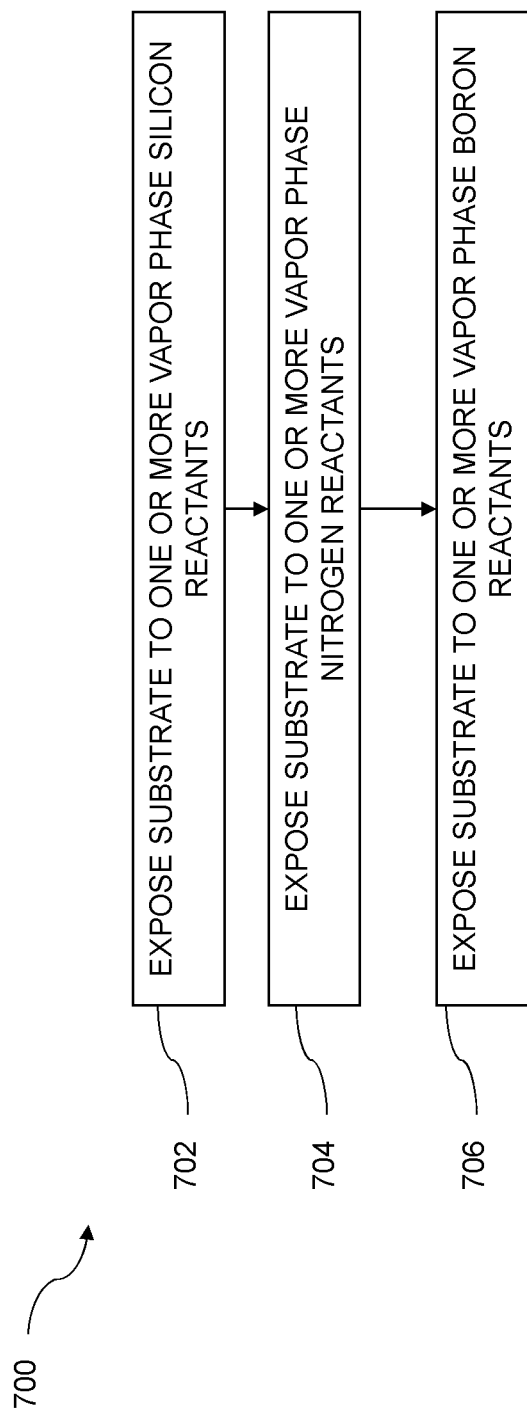 700
702
EXPOSE SUBSTRATE TO ONE OR MORE VAPOR PHASE SILICON
REACTANTS
704
EXPOSE SUBSTRATE TO ONE OR MORE VAPOR PHASE
NITROGEN REACTANTS
706
EXPOSE SUBSTRATE TO ONE OR MORE VAPOR PHASE BORON
REACTANTS